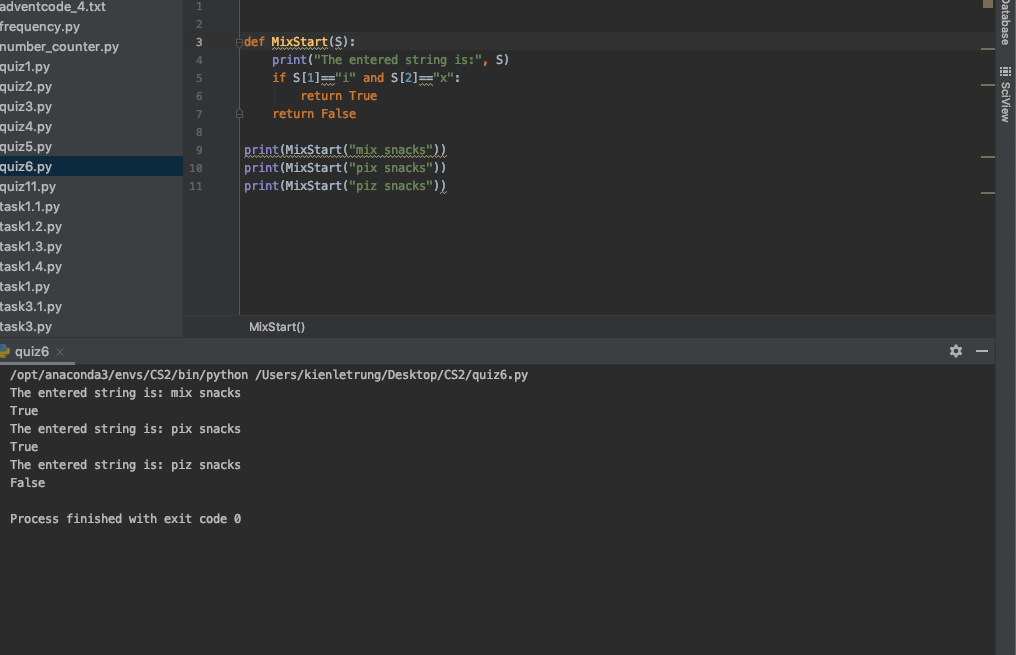 adventcode_4.txt
frequency.py
number_counter.py
quiz1.py
quiz2.py
quiz3.py
quiz4.py
quiz5.py
quiz6.py
quiz11.py
task1.1.py
task1.2.py
task1.3.py
task1.4.py
task1.py
task3.1.py
task3.py
1
2
3 def MixStart(S):
4 print("The entered string is:", S)
5 if S[1]=="i" and S[2]=="x":
6 return True
7 return False
8
9 print(MixStart("mix snacks"))
10 print(MixStart("pix snacks"))
11 print(MixStart("piz snacks"))
MixStart()
Database
SciView
quiz6
/opt/anaconda3/envs/CS2/bin/python /Users/kienletrung/Desktop/CS2/quiz6.py
The entered string is: mix snacks
True
The entered string is: pix snacks
True
The entered string is: piz snacks
False
Process finished with exit code 0